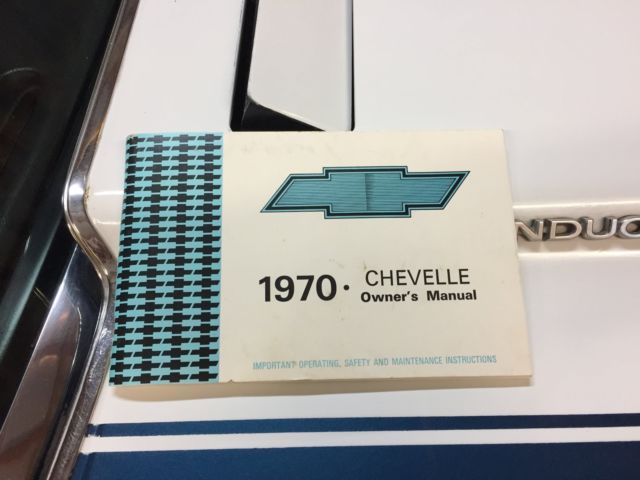 1970 · CHEVELLE
Owner's Manual
IMPORTANT OPERATING, SAFETY AND MAINTENANCE INSTRUCTIONS
NDUC